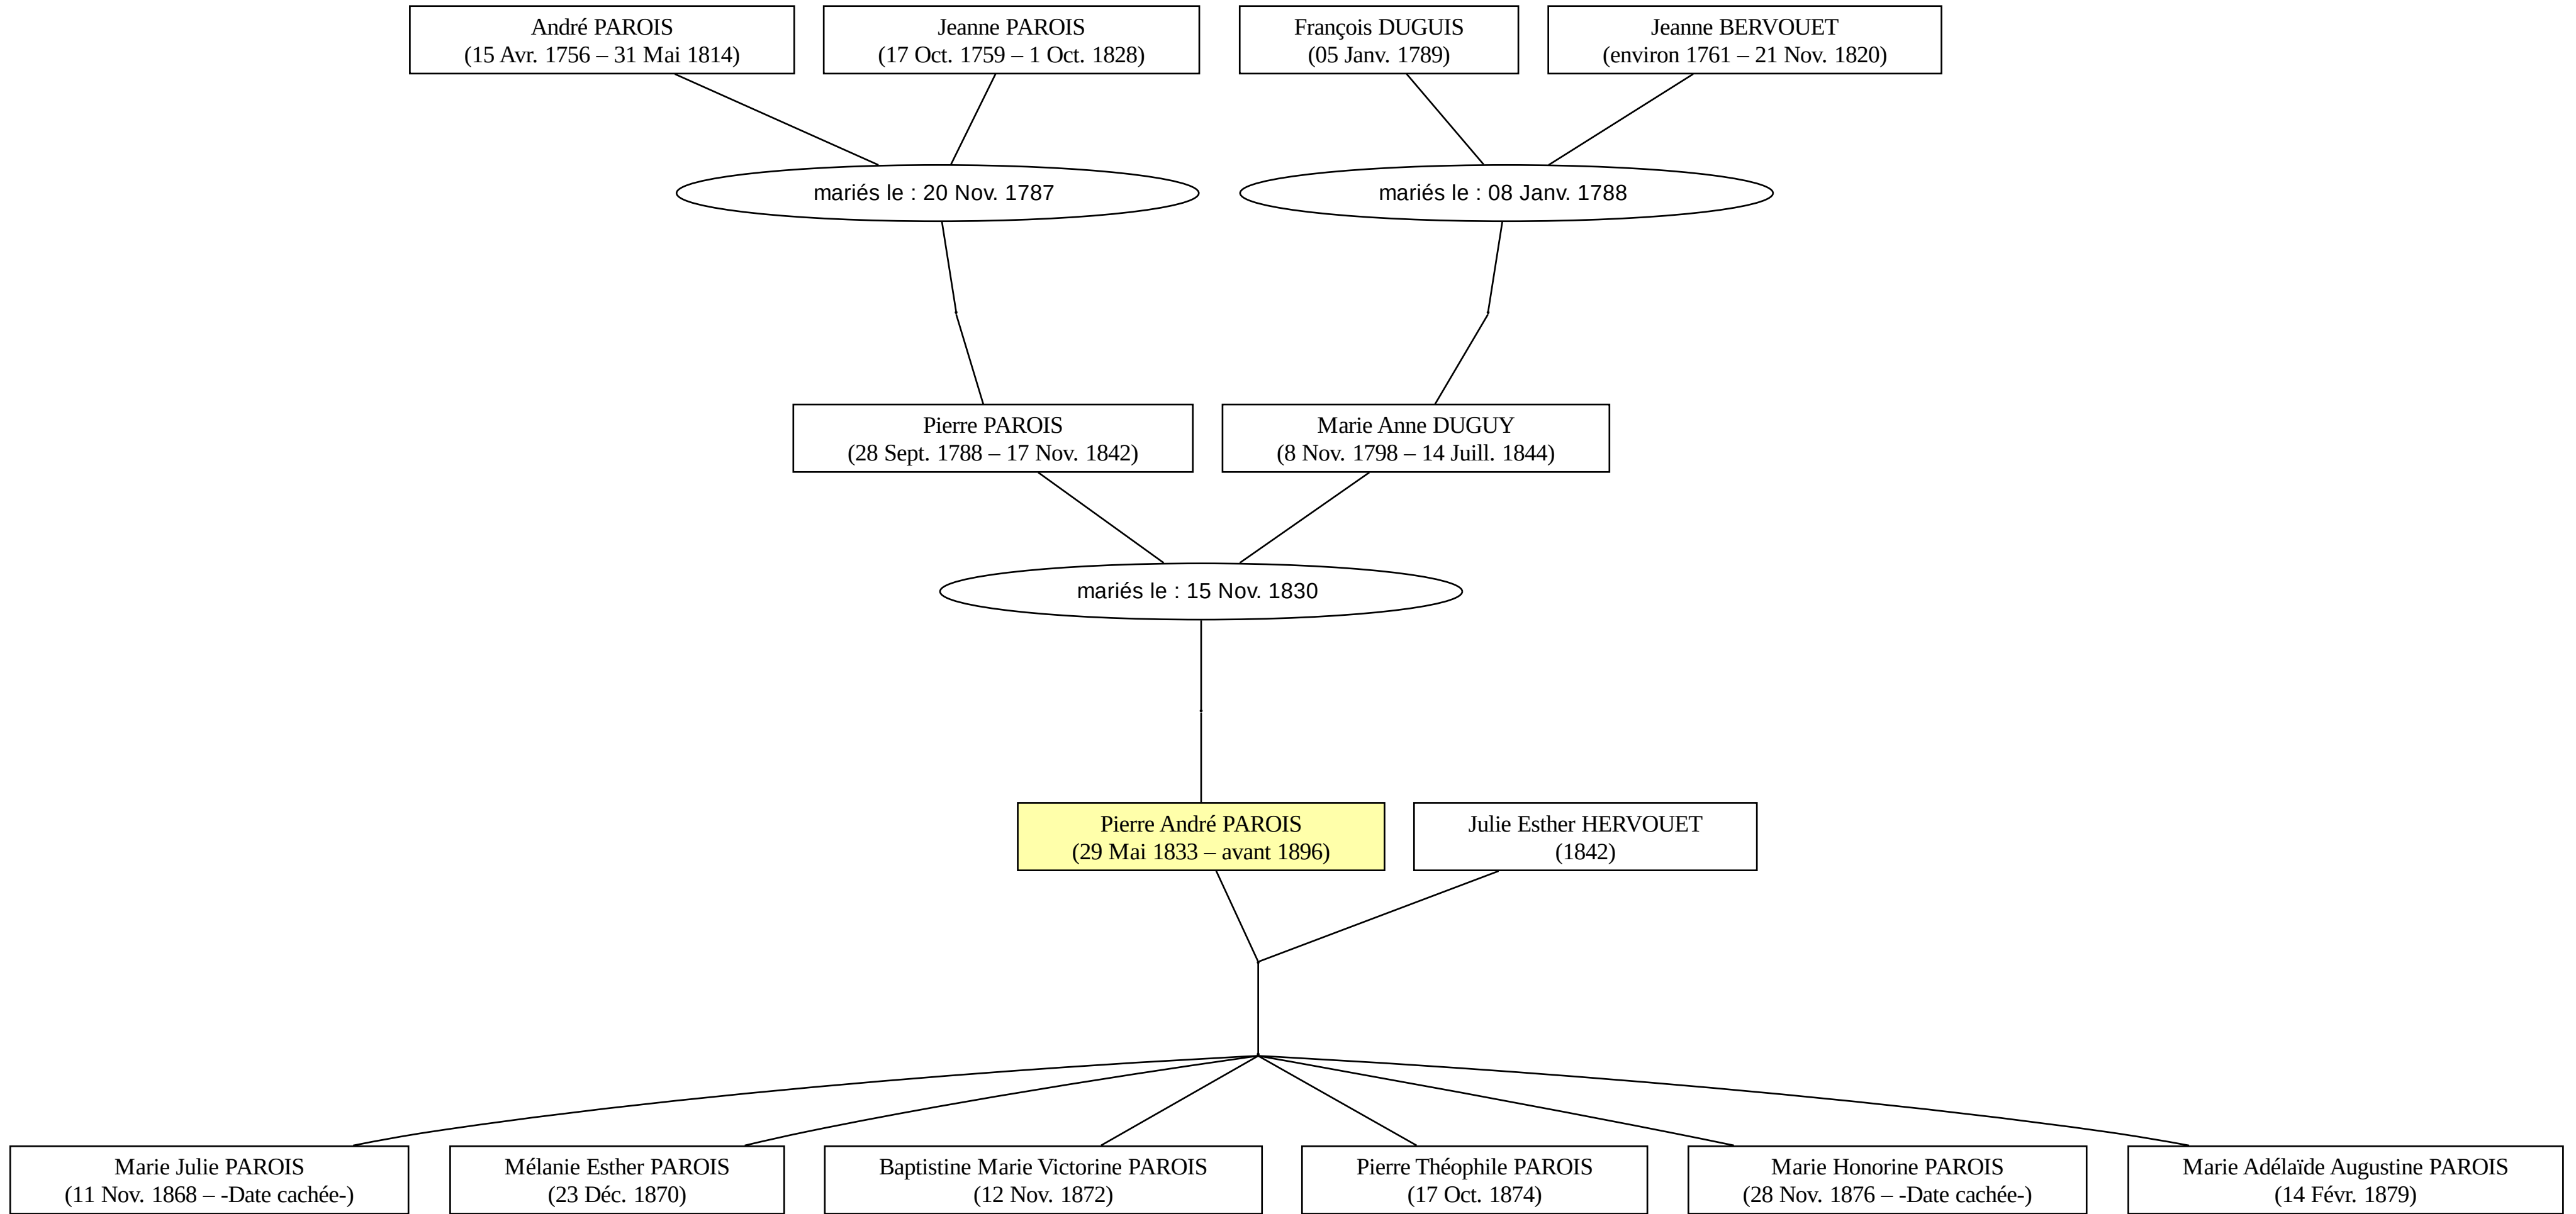 André PAROIS
(15 Avr. 1756 – 31 Mai 1814)
Jeanne PAROIS
(17 Oct. 1759 – 1 Oct. 1828)
François DUGUIS
(05 Janv. 1789)
Jeanne BERVOUET
(environ 1761 – 21 Nov. 1820)
mariés le : 20 Nov. 1787
mariés le : 08 Janv. 1788
Pierre PAROIS
(28 Sept. 1788 – 17 Nov. 1842)
Marie Anne DUGUY
(8 Nov. 1798 – 14 Juill. 1844)
mariés le : 15 Nov. 1830
Pierre André PAROIS
(29 Mai 1833 – avant 1896)
Julie Esther HERVOUET
(1842)
Marie Julie PAROIS
(11 Nov. 1868 – -Date cachée-)
Mélanie Esther PAROIS
(23 Déc. 1870)
Baptistine Marie Victorine PAROIS
(12 Nov. 1872)
Pierre Théophile PAROIS
(17 Oct. 1874)
Marie Honorine PAROIS
(28 Nov. 1876 – -Date cachée-)
Marie Adélaïde Augustine PAROIS
(14 Févr. 1879)